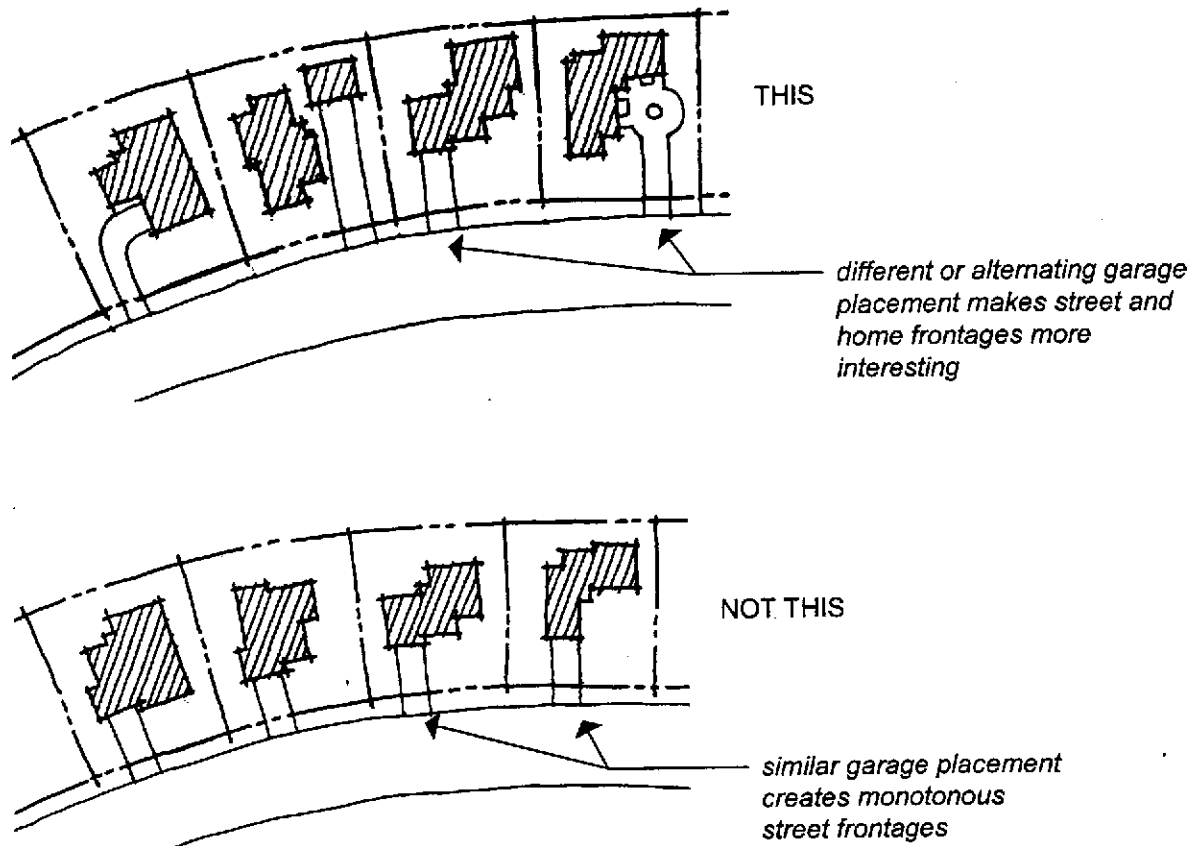 THIS
different or alternating garage
placement makes street and
home frontages more
interesting
NOT THIS
similar garage placement
creates monotonous
street frontages